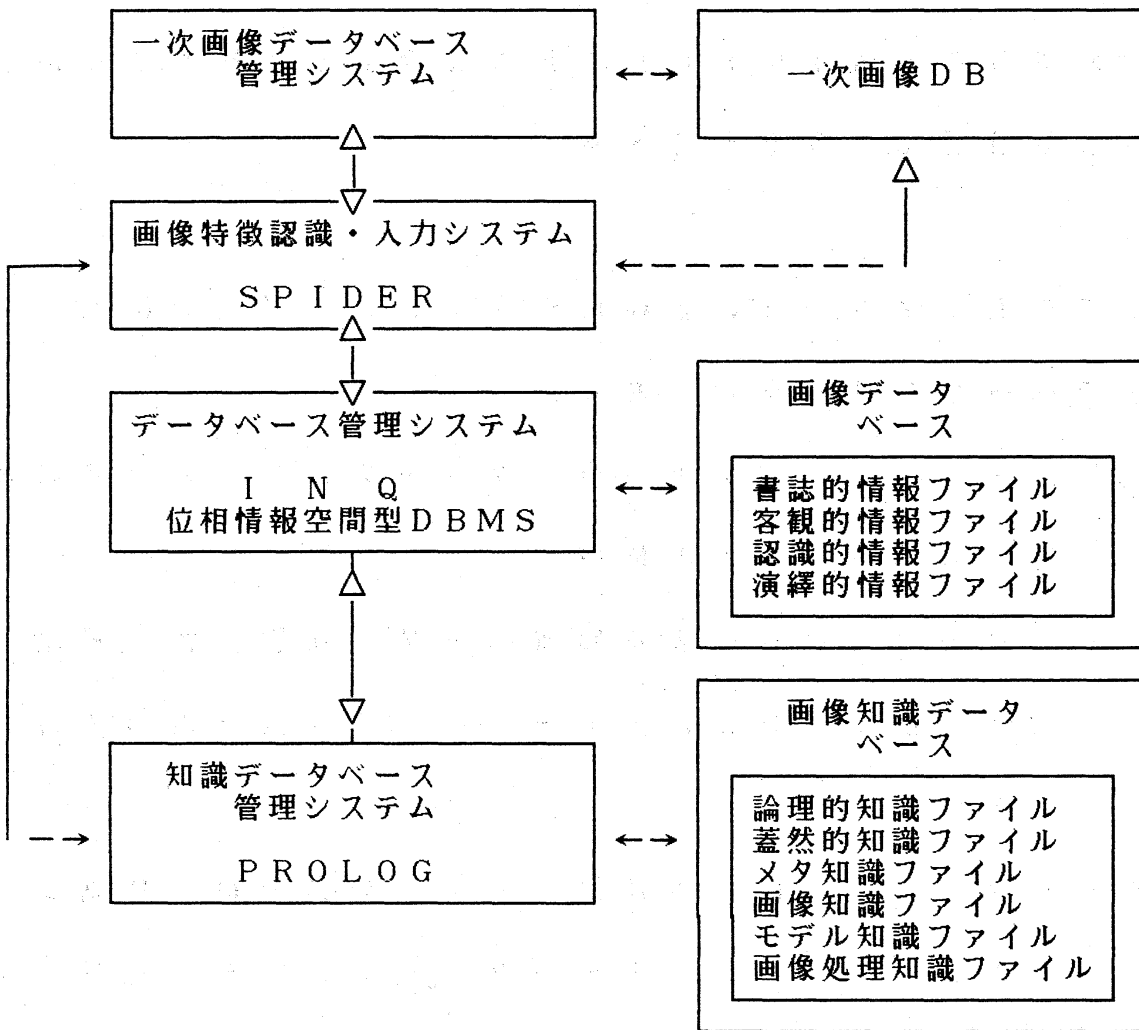 一次画像データベース
管理システム
一次画像DB
画像特徴認識・入力システム
SPIDER
データベース管理システム
INQ
位相情報空間型DBMS
画像データ
ベース
書誌的情報ファイル
客観的情報ファイル
認識的情報ファイル
演繹的情報ファイル
知識データベース
管理システム
PROLOG
画像知識データ
ベース
論理的知識ファイル
蓋然的知識ファイル
メタ知識ファイル
画像知識ファイル
モデル知識ファイル
画像処理知識ファイル